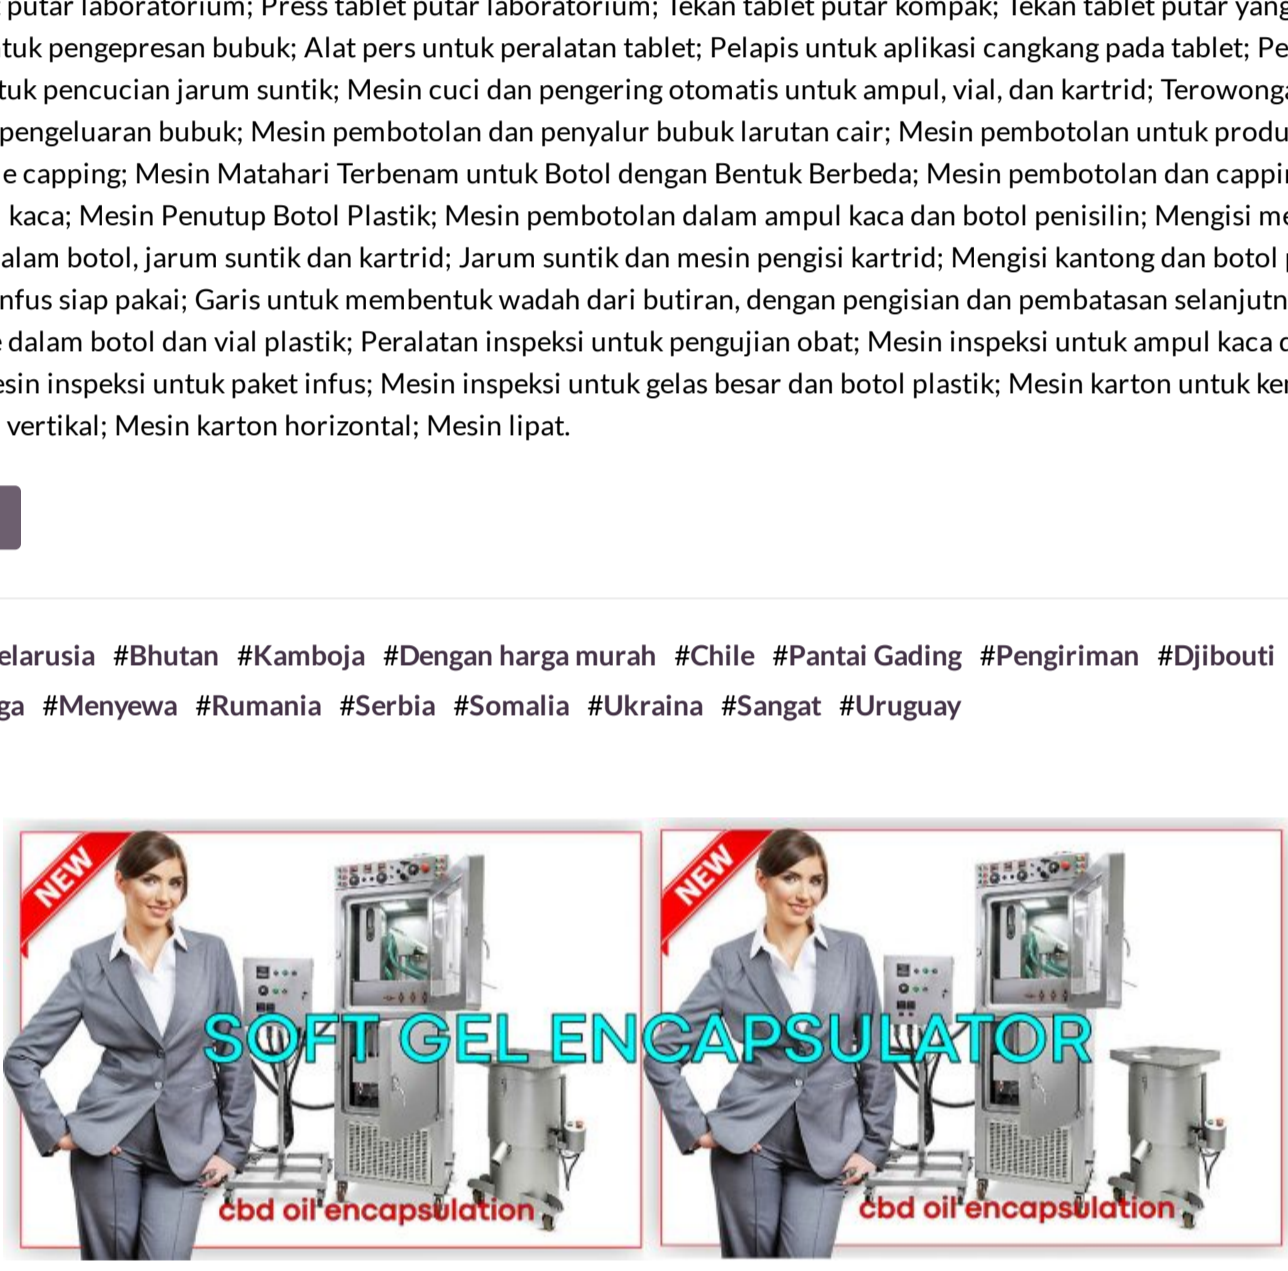 putar laboratorium; Press tablet putar laboratorium; Tekan tablet putar kompak; Tekan tablet putar yang
tuk pengepresan bubuk; Alat pers untuk peralatan tablet; Pelapis untuk aplikasi cangkang pada tablet; Pe
tuk pencucian jarum suntik; Mesin cuci dan pengering otomatis untuk ampul, vial, dan kartrid; Terowonga
pengeluaran bubuk; Mesin pembotolan dan penyalur bubuk larutan cair; Mesin pembotolan untuk produ
e capping; Mesin Matahari Terbenam untuk Botol dengan Bentuk Berbeda; Mesin pembotolan dan cappin
kaca; Mesin Penutup Botol Plastik; Mesin pembotolan dalam ampul kaca dan botol penisilin; Mengisi me
alam botol, jarum suntik dan kartrid; Jarum suntik dan mesin pengisi kartrid; Mengisi kantong dan botol p
nfus siap pakai; Garis untuk membentuk wadah dari butiran, dengan pengisian dan pembatasan selanjutn
e dalam botol dan vial plastik; Peralatan inspeksi untuk pengujian obat; Mesin inspeksi untuk ampul kaca d
esin inspeksi untuk paket infus; Mesin inspeksi untuk gelas besar dan botol plastik; Mesin karton untuk ke
vertikal; Mesin karton horizontal; Mesin lipat.
elarusia #Bhutan #Kamboja #Dengan harga murah #Chile #Pantai Gading #Pengiriman #Djibouti
ga #Menyewa #Rumania #Serbia #Somalia #Ukraina #Sangat #Uruguay
NEW NEW
SOFT GEL ENCAPSULATOR
cbd oil encapsulation cbd oil encapsulation